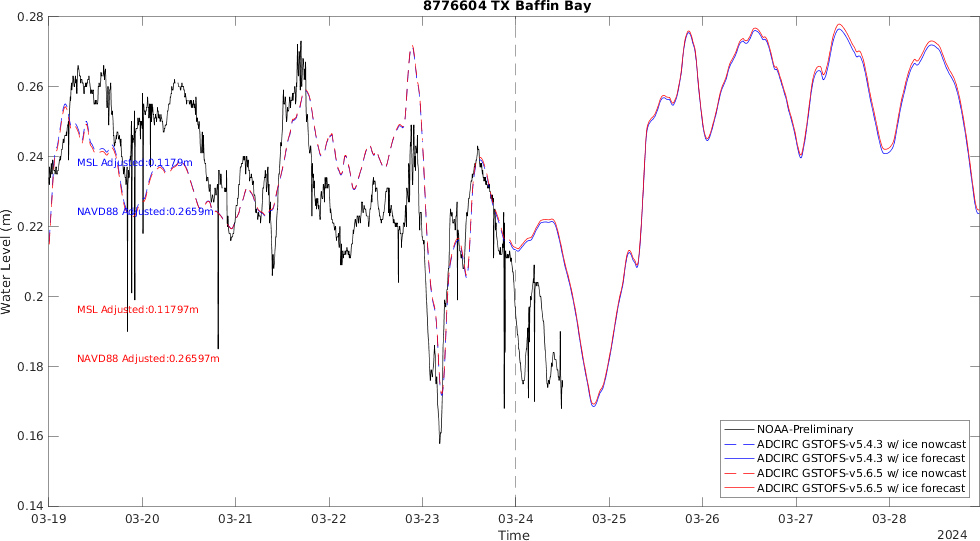 8776604 TX Baffin Bay
0.28
0.26
0.24
0.22
0.2
0.18
0.16
0.14
Water Level (m)
MSL Adjusted:0.1179m
NAVD88 Adjusted:0.2659m
MSL Adjusted:0.11797m
NAVD88 Adjusted:0.26597m
NOAA-Preliminary
ADCIRC GSTOFS-v5.4.3 w/ ice nowcast
ADCIRC GSTOFS-v5.4.3 w/ ice forecast
ADCIRC GSTOFS-v5.6.5 w/ ice nowcast
ADCIRC GSTOFS-v5.6.5 w/ ice forecast
03-19 03-20 03-21 03-22 03-23 03-24 03-25 03-26 03-27 03-28
Time
2024